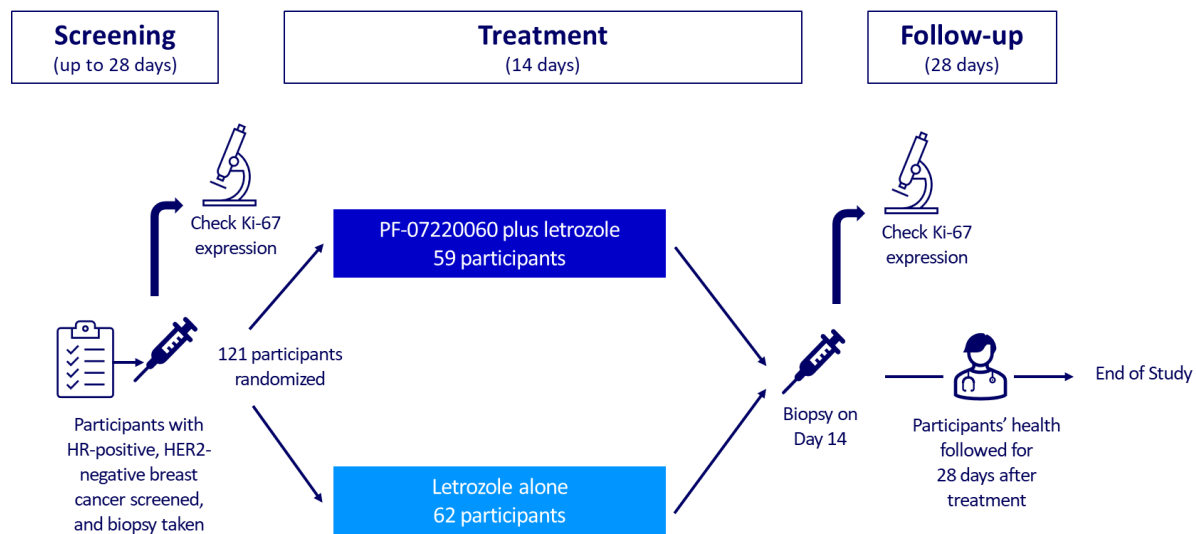 Screening
(up to 28 days)
Treatment
(14 days)
Follow-up
(28 days)
Check Ki-67
expression
PF-07220060 plus letrozole
59 participants
Check Ki-67
expression
121 participants
randomized
Participants with
HR-positive, HER2-
negative breast
cancer screened,
and biopsy taken
Letrozole alone
62 participants
Biopsy on
Day 14
Participants’ health
followed for
28 days after
treatment
End of Study